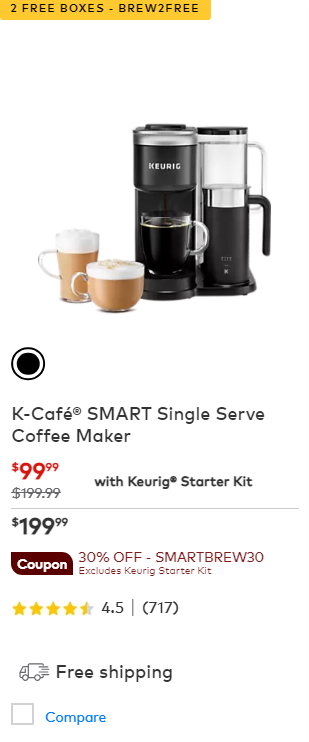 2 FREE BOXES - BREW2FREE
KEURIG
K-Café® SMART Single Serve
Coffee Maker
$99.99
with Keurig® Starter Kit
$199.99
$199.99
Coupon
30% OFF - SMARTBREW30
Excludes Keurig Starter Kit
4.5 | (717)
Free shipping
Compare